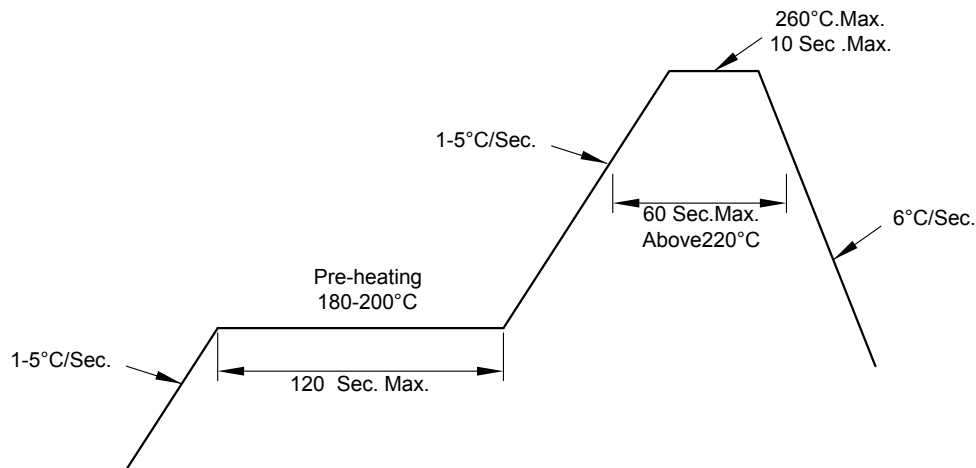 260°C.Max.
10 Sec .Max.
1-5°C/Sec.
60 Sec.Max.
Above220°C
6°C/Sec.
Pre-heating
180-200°C
1-5°C/Sec.
120 Sec. Max.